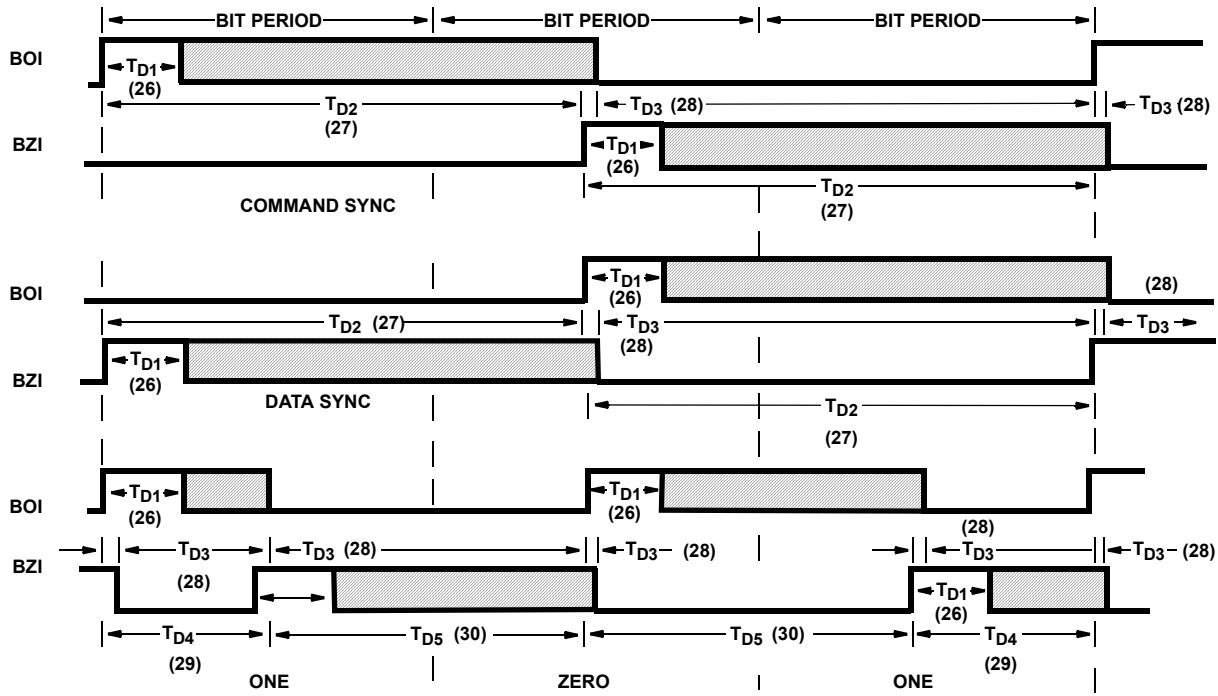 BIT PERIOD BIT PERIOD BIT PERIOD
BOI
TD1
(26)
TD2
(27)
TD3 (28)
TD3 (28)
BZI
TD1
(26)
TD2
(27)
COMMAND SYNC
BOI
TD1
(26)
(28)
TD2 (27)
TD3
(28)
TD3
BZI
TD1
(26)
DATA SYNC
TD2
(27)
BOI
TD1
(26)
TD1
(26)
(28)
BZI
TD3
(28)
TD3 (28)
TD3 (28)
TD3
TD3 (28)
TD1
(26)
TD4
(29)
TD5 (30)
TD5 (30)
TD4
(29)
ONE ZERO ONE